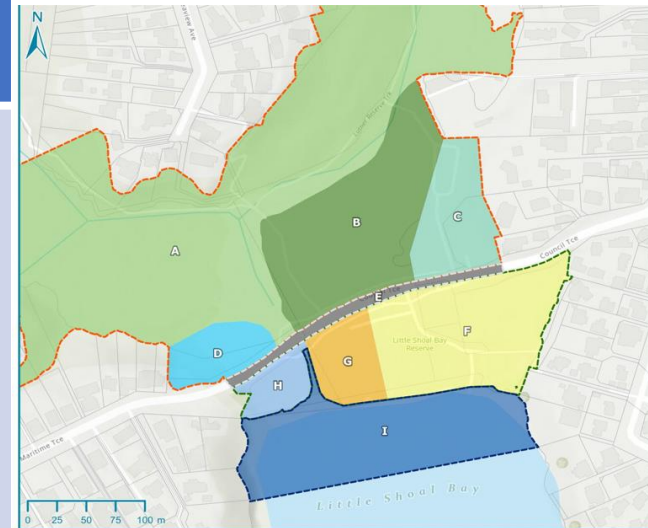 N
A
B
C
D
E
F
G
H
I
Council Tce
Little Shoal Bay
Reserve
Maritime Tce
Little Shoal Bay
0 25 50 75 100 m